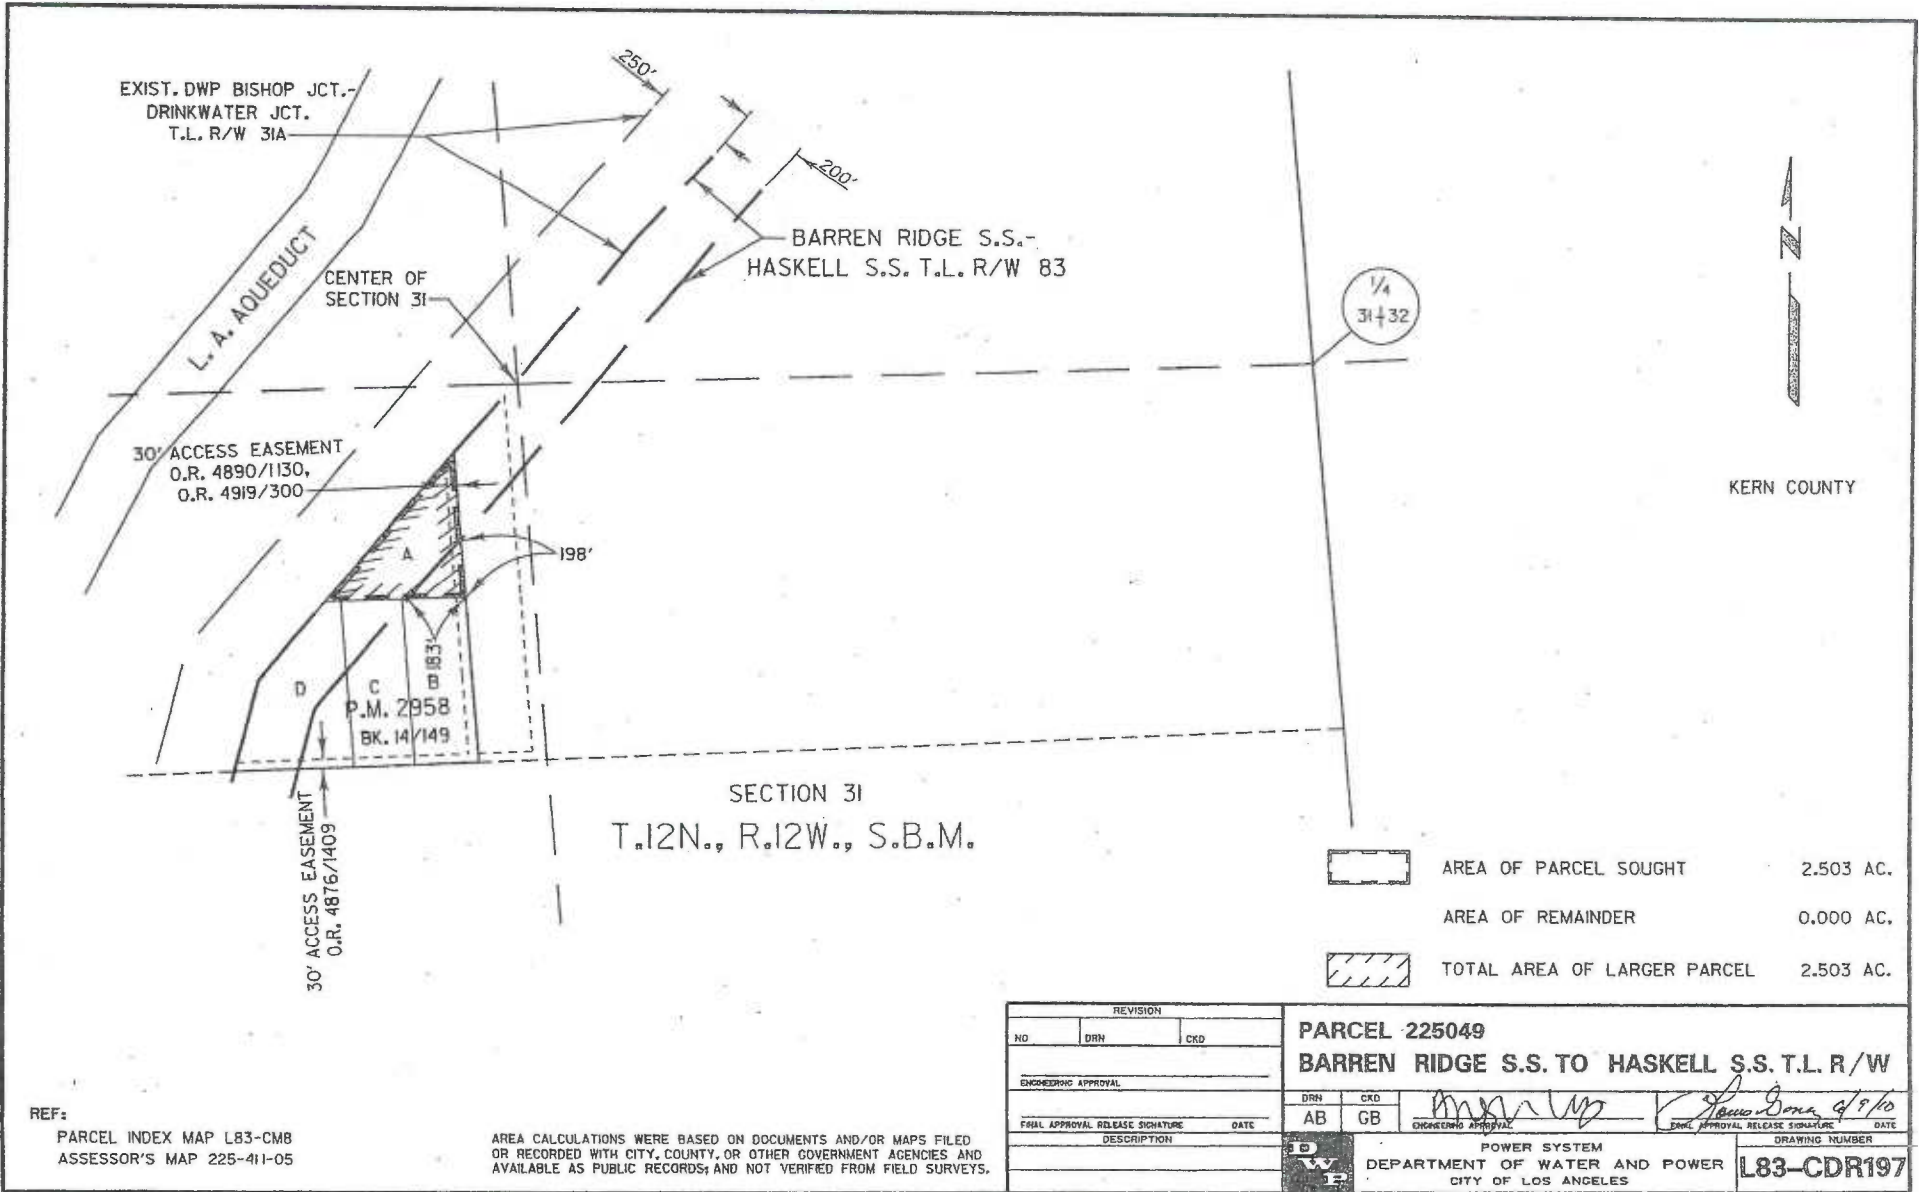 250'
EXIST. DWP BISHOP JCT.-
DRINKWATER JCT.
T.L. R/W 31A
200'
BARREN RIDGE S.S.-
HASKELL S.S. T.L. R/W 83
L. A. AQUEDUCT
CENTER OF
SECTION 31
1/4
31 32
N
KERN COUNTY
30' ACCESS EASEMENT
O.R. 4890/1130,
O.R. 4919/300
A
198'
183'
D
C
B
P.M. 2958
BK. 14/149
30' ACCESS EASEMENT
O.R. 4876/1409
SECTION 31
T.12N., R.12W., S.B.M.
AREA OF PARCEL SOUGHT 2.503 AC.
AREA OF REMAINDER 0.000 AC.
TOTAL AREA OF LARGER PARCEL 2.503 AC.
REVISION
NO DRN CKD
ENGINEERING APPROVAL
FINAL APPROVAL RELEASE SIGNATURE DATE
DESCRIPTION
PARCEL 225049
BARREN RIDGE S.S. TO HASKELL S.S. T.L. R/W
DRN CKD
AB GB
ENGINEERING APPROVAL
FINAL APPROVAL RELEASE SIGNATURE DATE
DWP
POWER SYSTEM
DEPARTMENT OF WATER AND POWER
CITY OF LOS ANGELES
DRAWING NUMBER
L83-CDR197
REF:
PARCEL INDEX MAP L83-CM8
ASSESSOR'S MAP 225-411-05
AREA CALCULATIONS WERE BASED ON DOCUMENTS AND/OR MAPS FILED
OR RECORDED WITH CITY, COUNTY, OR OTHER GOVERNMENT AGENCIES AND
AVAILABLE AS PUBLIC RECORDS; AND NOT VERIFIED FROM FIELD SURVEYS.